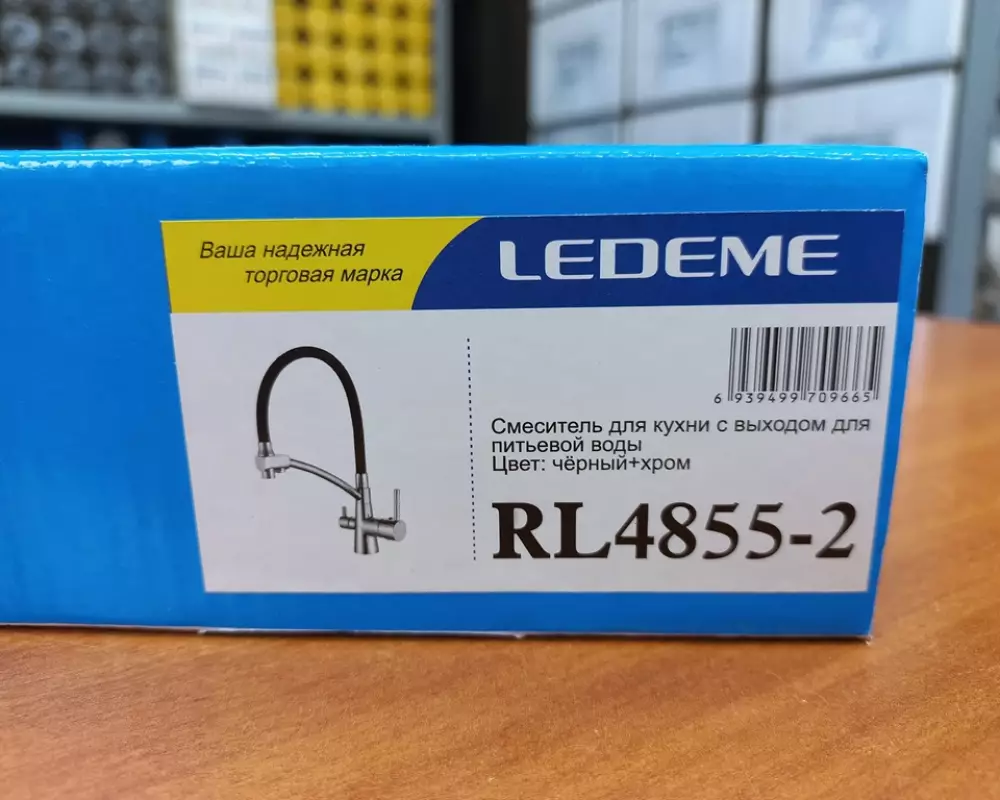 Ваша надежная
торговая марка
LEDEME
6 939499 709665
Смеситель для кухни с выходом для
питьевой воды
Цвет: чёрный+хром
RL4855-2